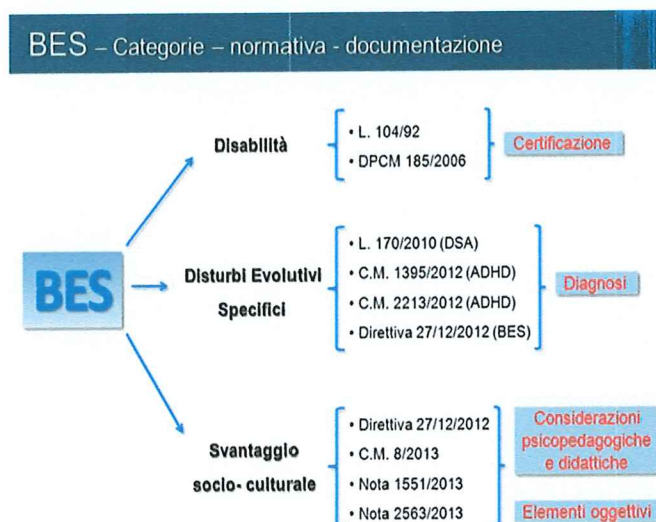 BES – Categorie – normativa - documentazione
Disabilità
• L. 104/92
• DPCM 185/2006
Certificazione
BES
Disturbi Evolutivi
Specifici
• L. 170/2010 (DSA)
• C.M. 1395/2012 (ADHD)
• C.M. 2213/2012 (ADHD)
• Direttiva 27/12/2012 (BES)
Diagnosi
Svantaggio
socio- culturale
• Direttiva 27/12/2012
• C.M. 8/2013
• Nota 1551/2013
• Nota 2563/2013
Considerazioni
psicopedagogiche
e didattiche
Elementi oggettivi